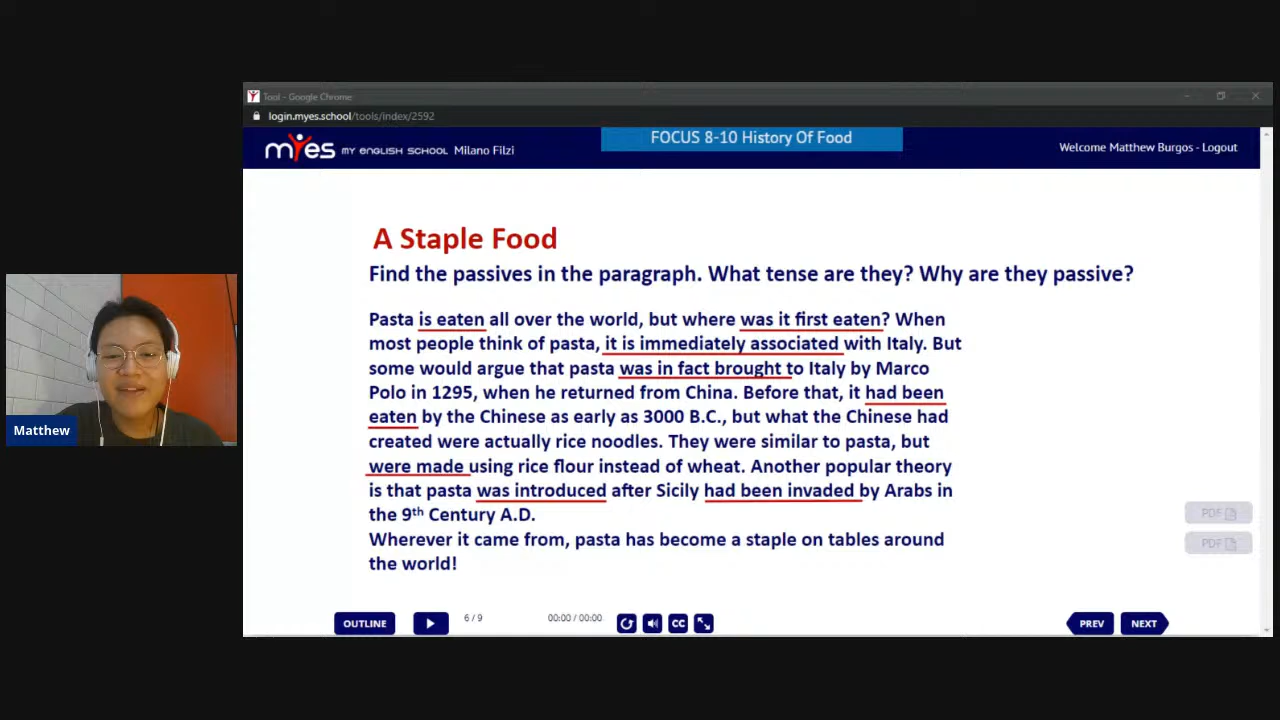 Tool - Google Chrome
login.myes.school/tools/index/2592
FOCUS 8-10 History Of Food
myes MY ENGLISH SCHOOL Milano Filzi
Welcome Matthew Burgos - Logout
A Staple Food
Find the passives in the paragraph. What tense are they? Why are they passive?
Pasta is eaten all over the world, but where was it first eaten? When
most people think of pasta, it is immediately associated with Italy. But
some would argue that pasta was in fact brought to Italy by Marco
Polo in 1295, when he returned from China. Before that, it had been
eaten by the Chinese as early as 3000 B.C., but what the Chinese had
created were actually rice noodles. They were similar to pasta, but
were made using rice flour instead of wheat. Another popular theory
is that pasta was introduced after Sicily had been invaded by Arabs in
the 9th Century A.D.
Wherever it came from, pasta has become a staple on tables around
the world!
Matthew
PDF
PDF
OUTLINE
6 / 9
00:00 / 00:00
CC
PREV
NEXT